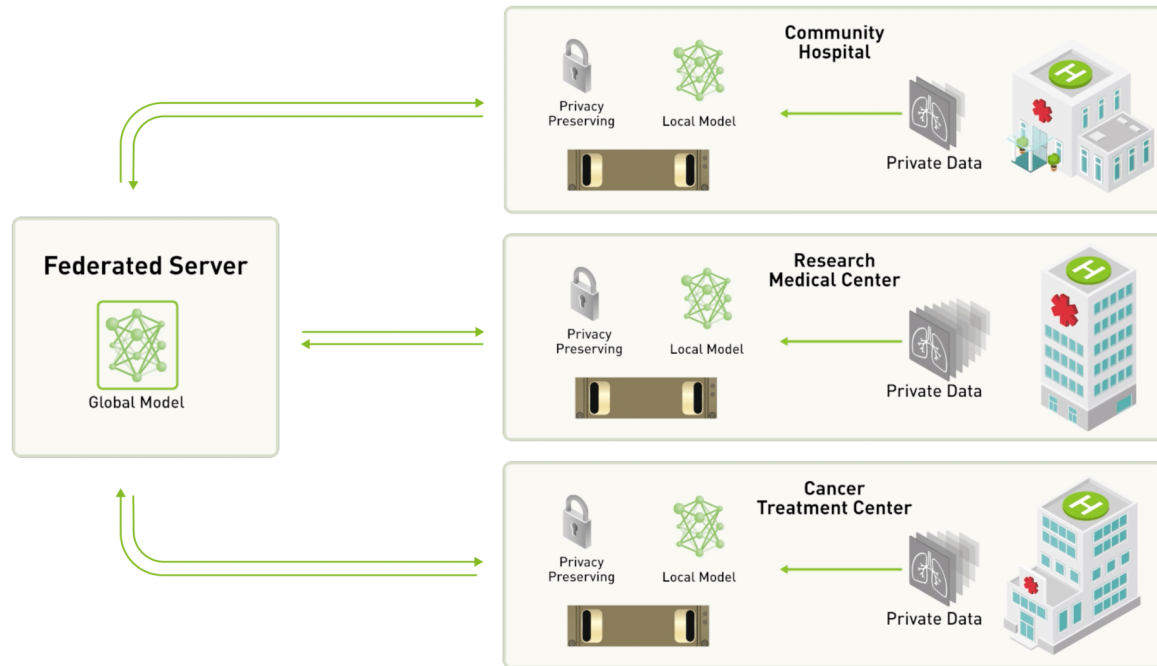 Community
Hospital
Privacy
Preserving
Local Model
Private Data
H
Federated Server
Global Model
Research
Medical Center
Privacy
Preserving
Local Model
Private Data
H
Cancer
Treatment Center
Privacy
Preserving
Local Model
Private Data
H